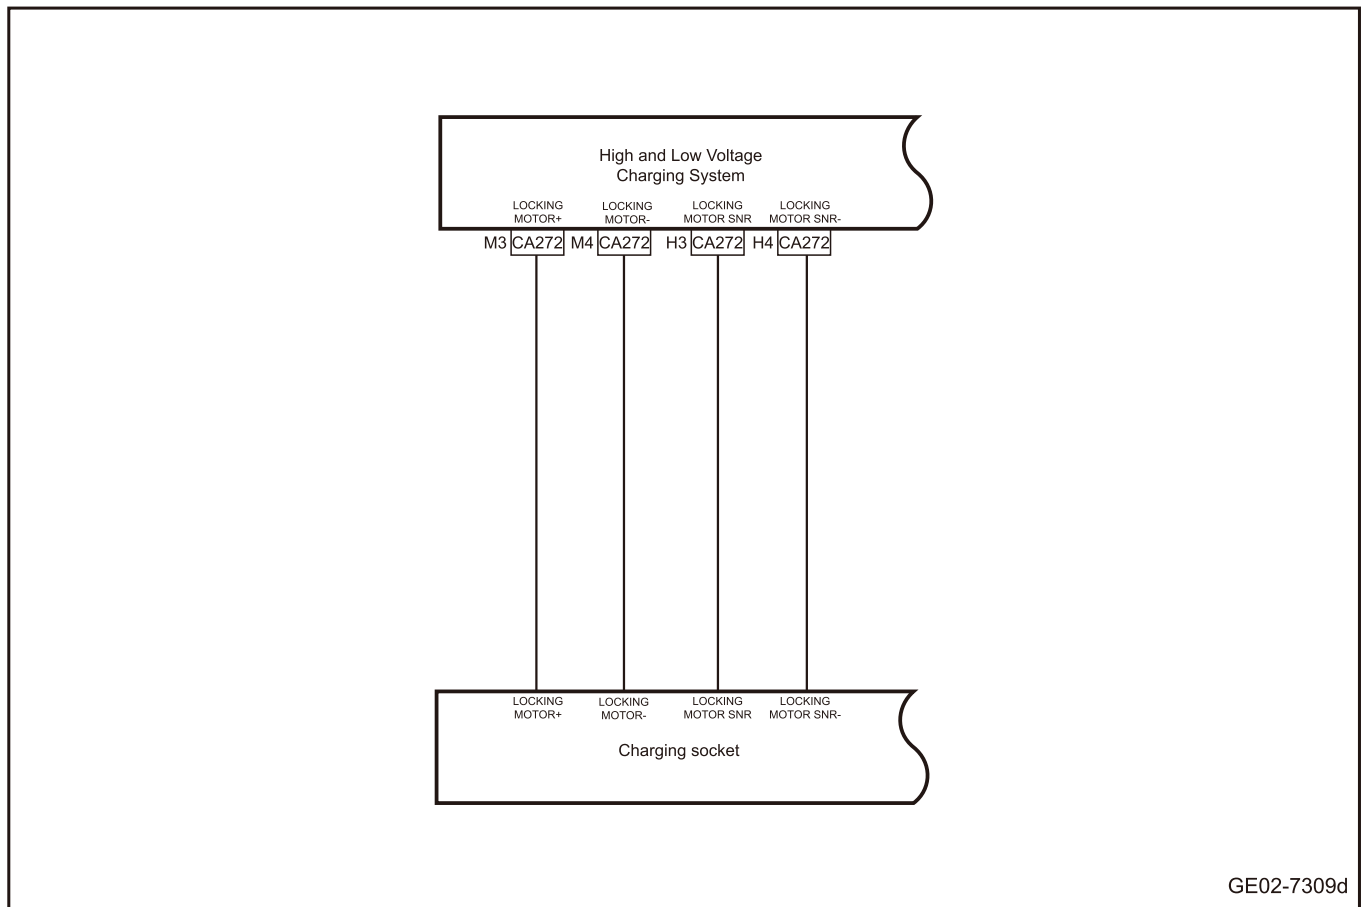 High and Low Voltage
Charging System
LOCKING LOCKING LOCKING LOCKING
MOTOR+ MOTOR- MOTOR SNR MOTOR SNR-
M3 CA272 M4 CA272 H3 CA272 H4 CA272
LOCKING LOCKING LOCKING LOCKING
MOTOR+ MOTOR- MOTOR SNR MOTOR SNR-
Charging socket
GE02-7309d